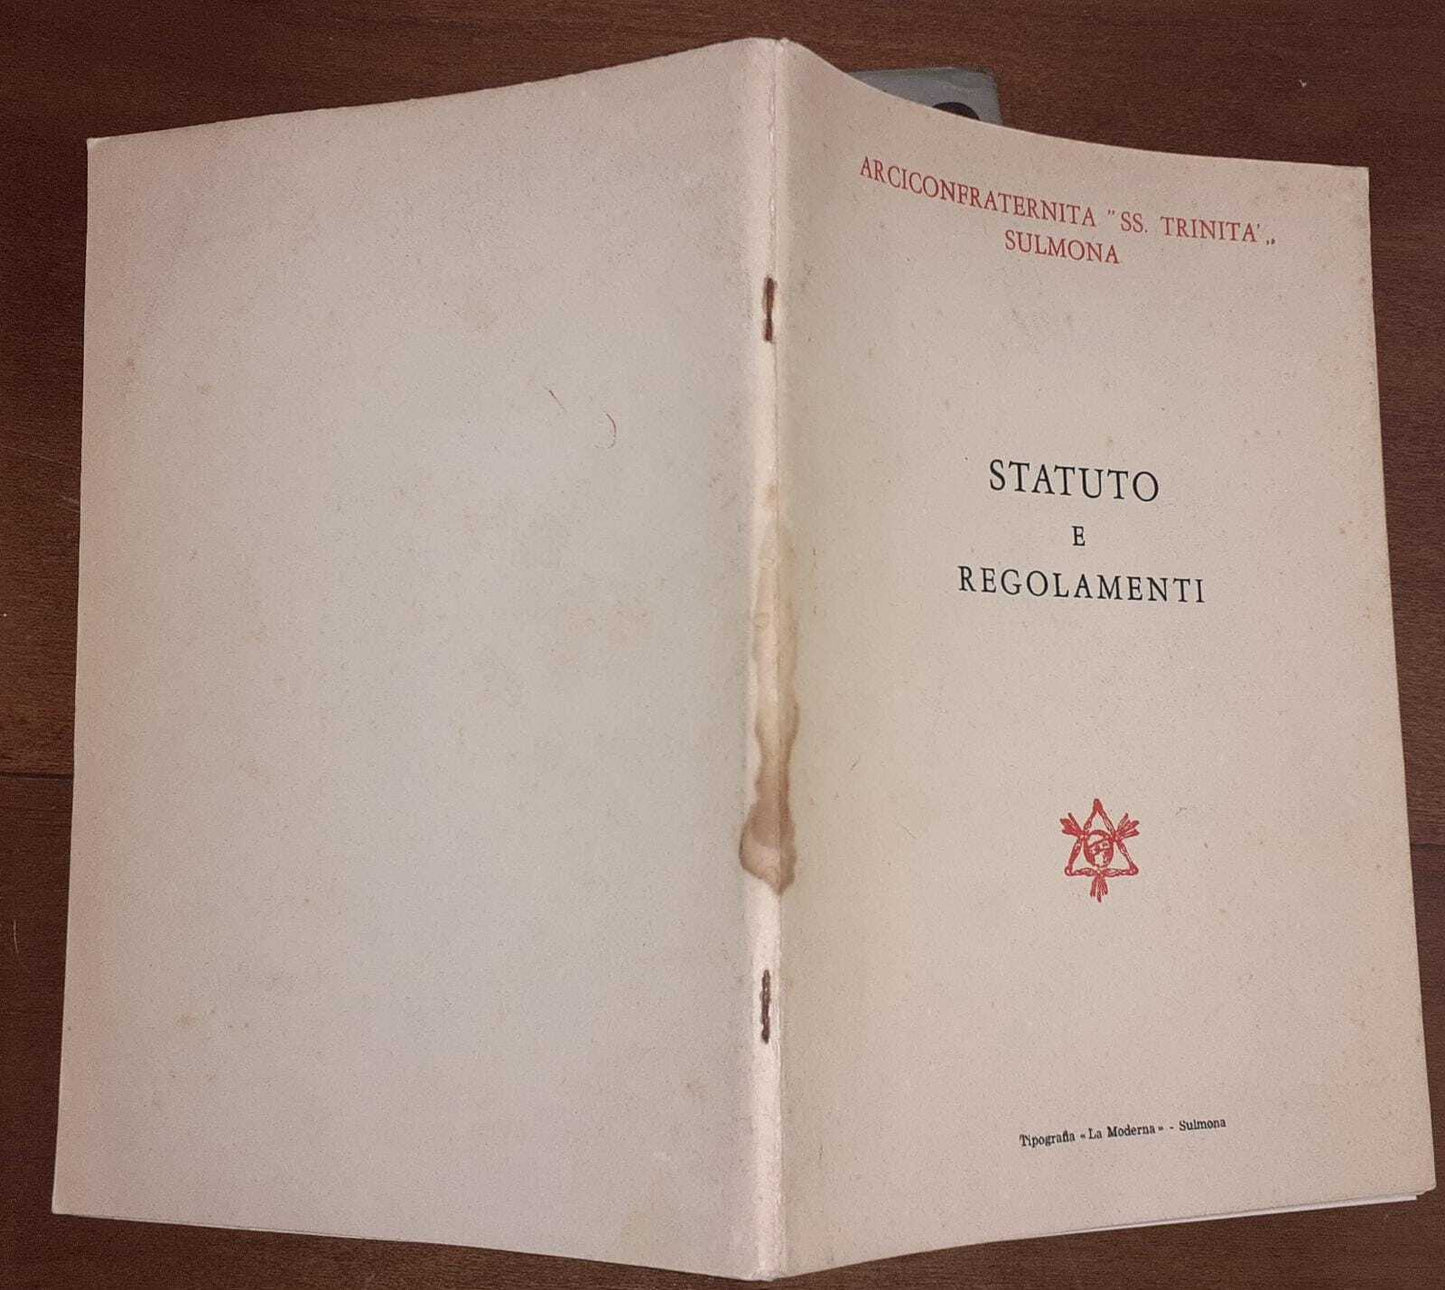 ARCICONFRATERNITA "SS. TRINITA'„
SULMONA
STATUTO
E
REGOLAMENTI
Tipografia «La Moderna» - Sulmona